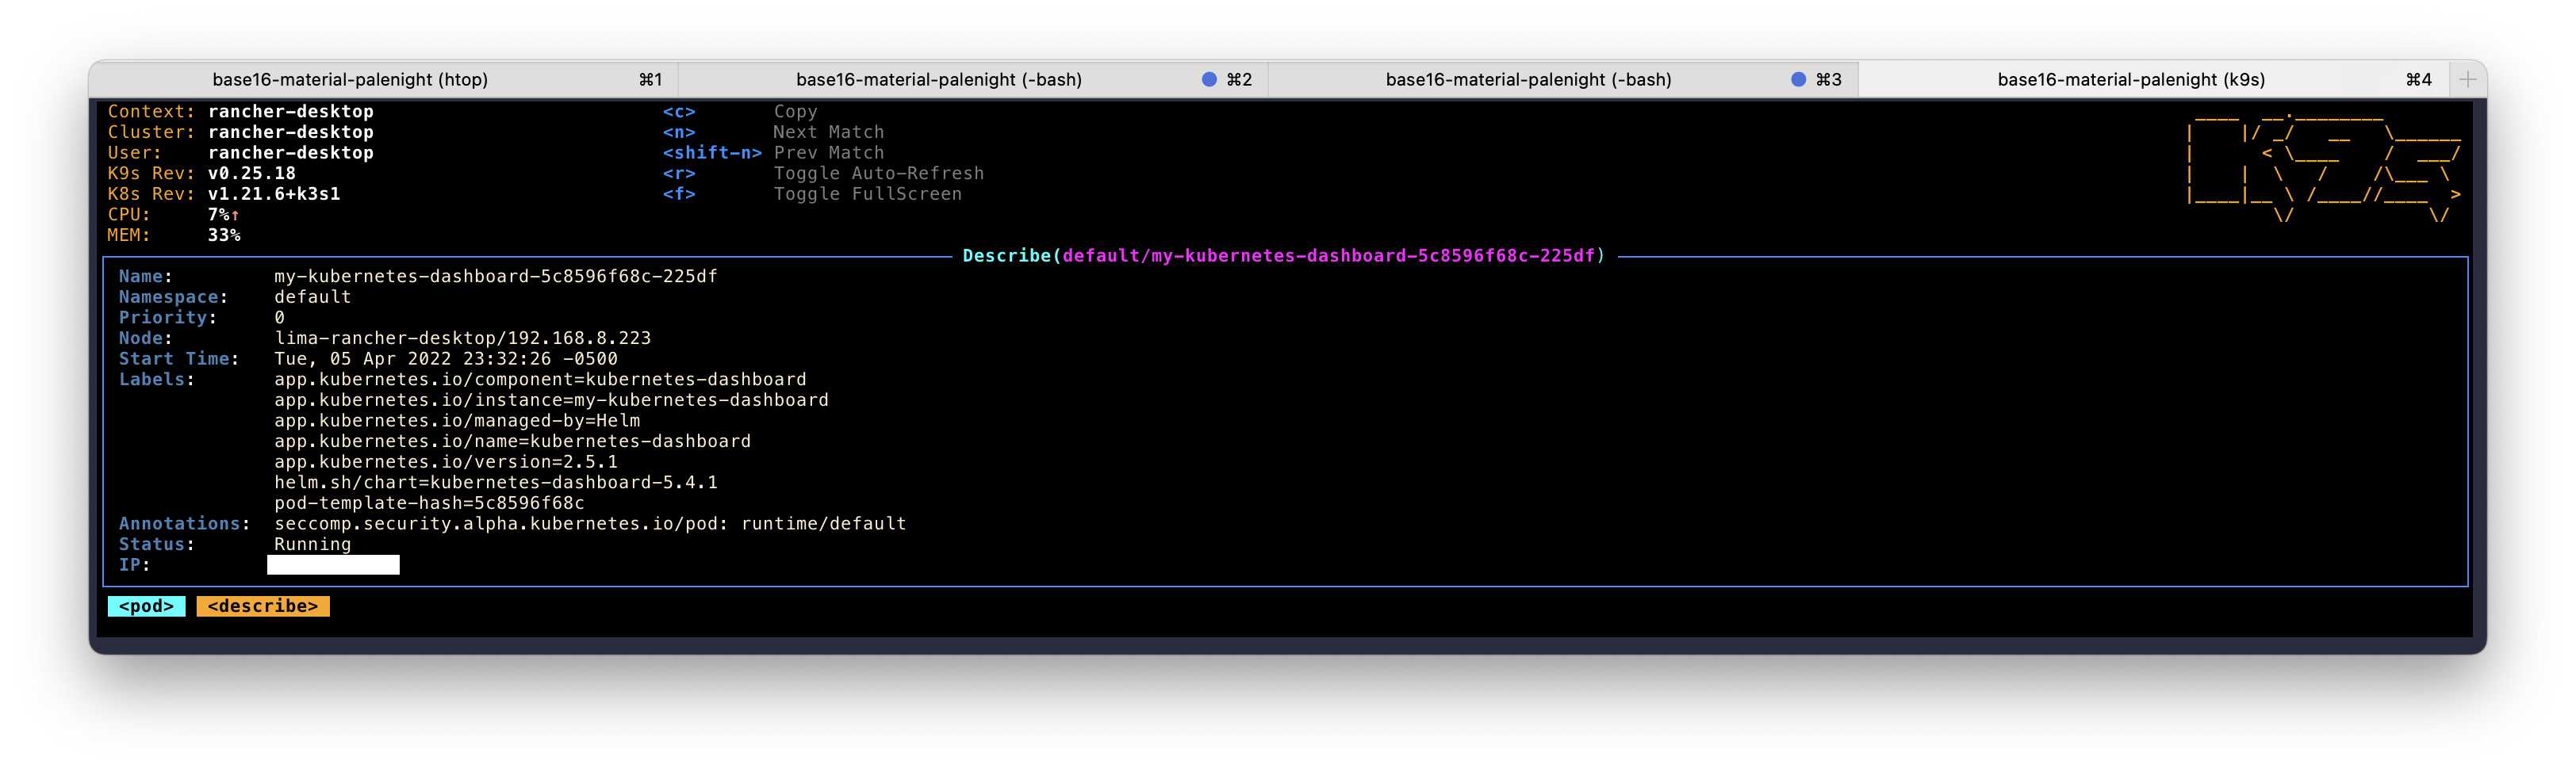 base16-material-palenight (htop) ⌘1 base16-material-palenight (-bash) ⌘2 base16-material-palenight (-bash) ⌘3 base16-material-palenight (k9s) ⌘4 +
Context: rancher-desktop <c> Copy
Cluster: rancher-desktop <n> Next Match
User: rancher-desktop <shift-n> Prev Match
K9s Rev: v0.25.18 <r> Toggle Auto-Refresh
K8s Rev: v1.21.6+k3s1 <f> Toggle FullScreen
CPU: 7%↑
MEM: 33%
K9s
Describe(default/my-kubernetes-dashboard-5c8596f68c-225df)
Name: my-kubernetes-dashboard-5c8596f68c-225df
Namespace: default
Priority: 0
Node: lima-rancher-desktop/192.168.8.223
Start Time: Tue, 05 Apr 2022 23:32:26 -0500
Labels: app.kubernetes.io/component=kubernetes-dashboard
app.kubernetes.io/instance=my-kubernetes-dashboard
app.kubernetes.io/managed-by=Helm
app.kubernetes.io/name=kubernetes-dashboard
app.kubernetes.io/version=2.5.1
helm.sh/chart=kubernetes-dashboard-5.4.1
pod-template-hash=5c8596f68c
Annotations: seccomp.security.alpha.kubernetes.io/pod: runtime/default
Status: Running
IP:
<pod> <describe>